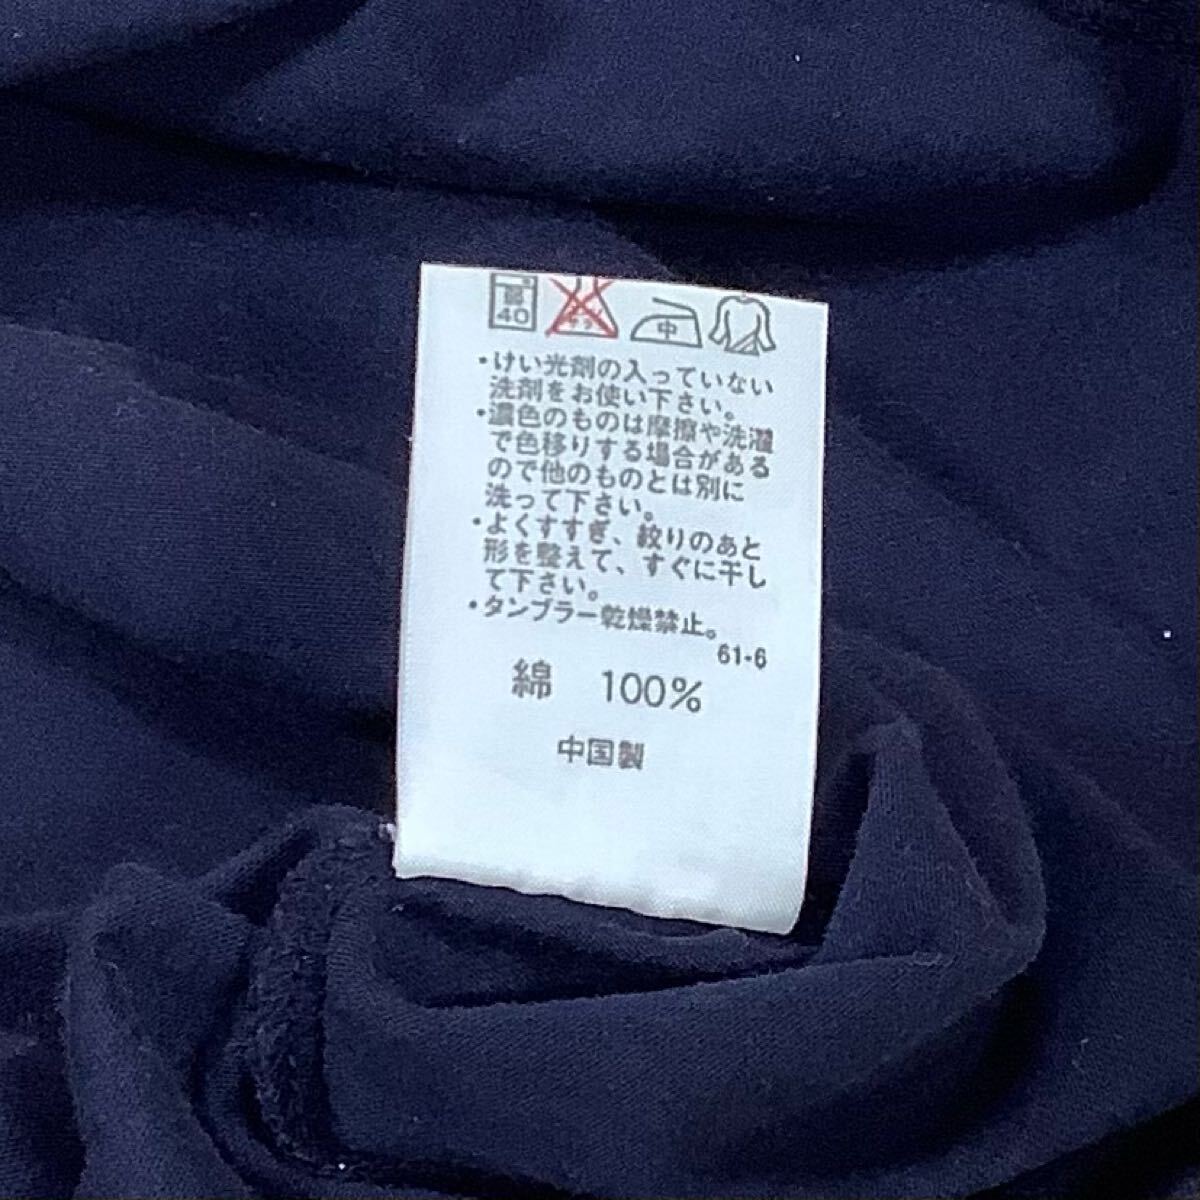 弱
40
中
・けい光剤の入っていない
洗剤をお使い下さい。
・濃色のものは摩擦や洗濯
で色移りする場合がある
ので他のものとは別に
洗って下さい。
・よくすすぎ、絞りのあと
形を整えて、すぐに干し
て下さい。
・タンブラー乾燥禁止。
61-6
綿 100%
中国製